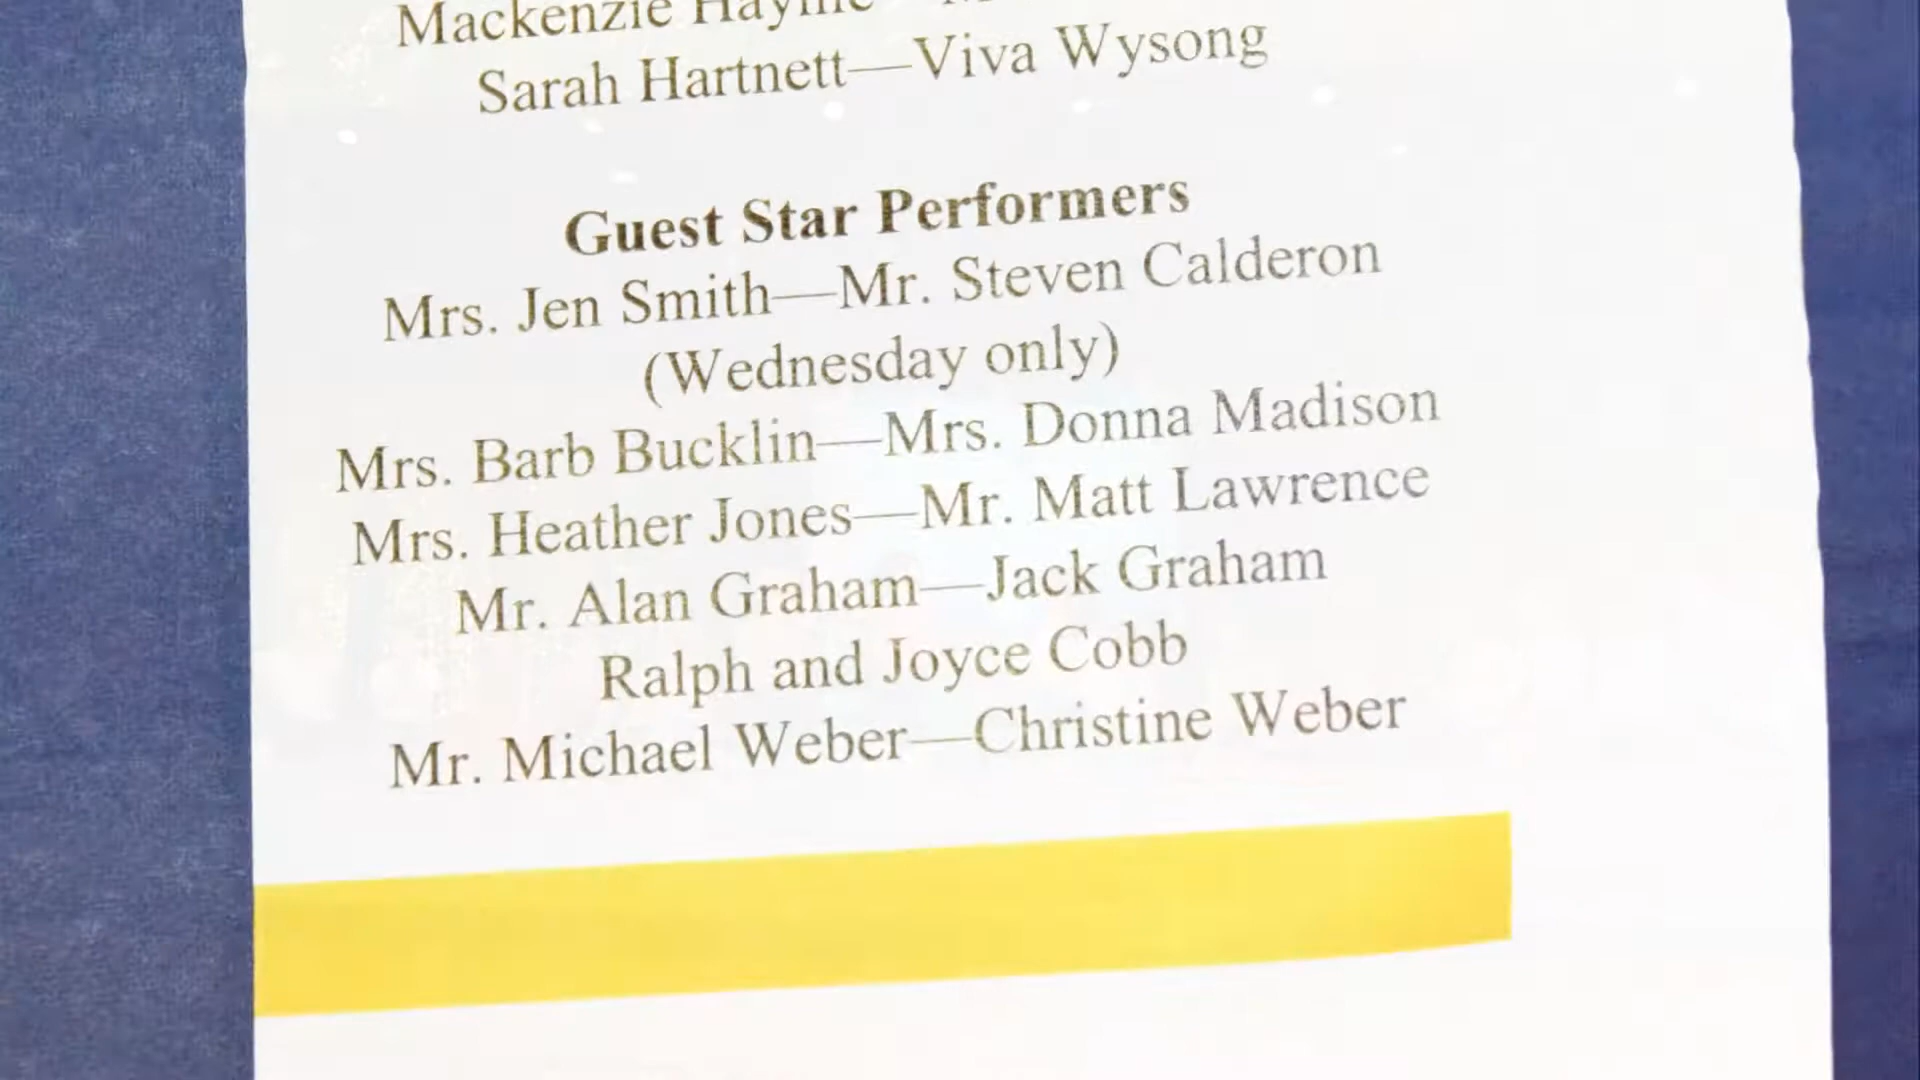 Mackenzie
Sarah Hartnett—Viva Wysong
Guest Star Performers
Mrs. Jen Smith—Mr. Steven Calderon
(Wednesday only)
Mrs. Barb Bucklin—Mrs. Donna Madison
Mrs. Heather Jones—Mr. Matt Lawrence
Mr. Alan Graham—Jack Graham
Ralph and Joyce Cobb
Mr. Michael Weber—Christine Weber